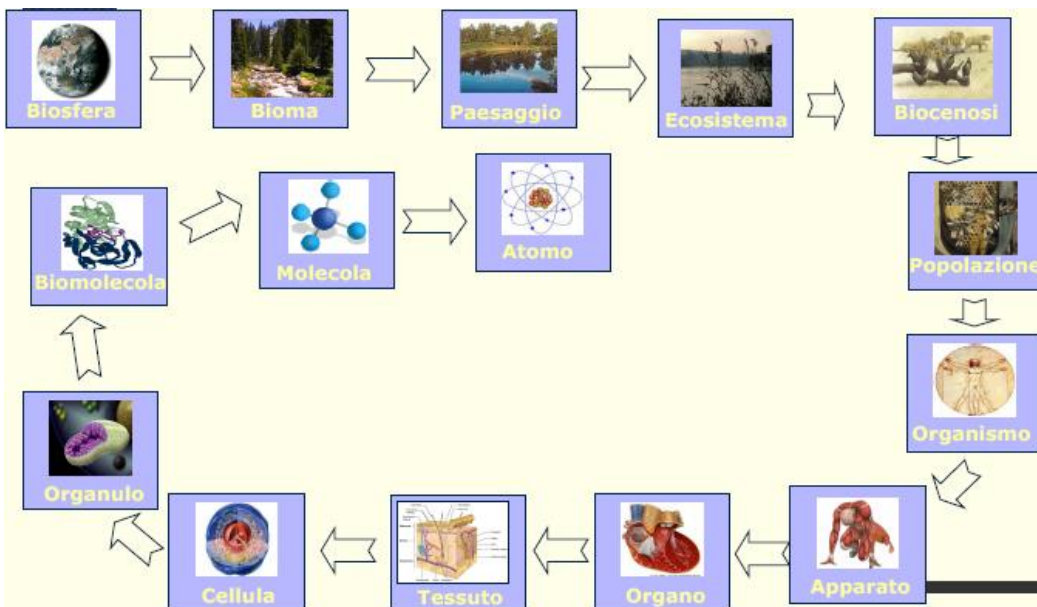 Biosfera
Bioma
Paesaggio
Ecosistema
Biocenosi
Popolazione
Organismo
Apparato
Organo
Tessuto
Cellula
Organulo
Biomolecola
Molecola
Atomo